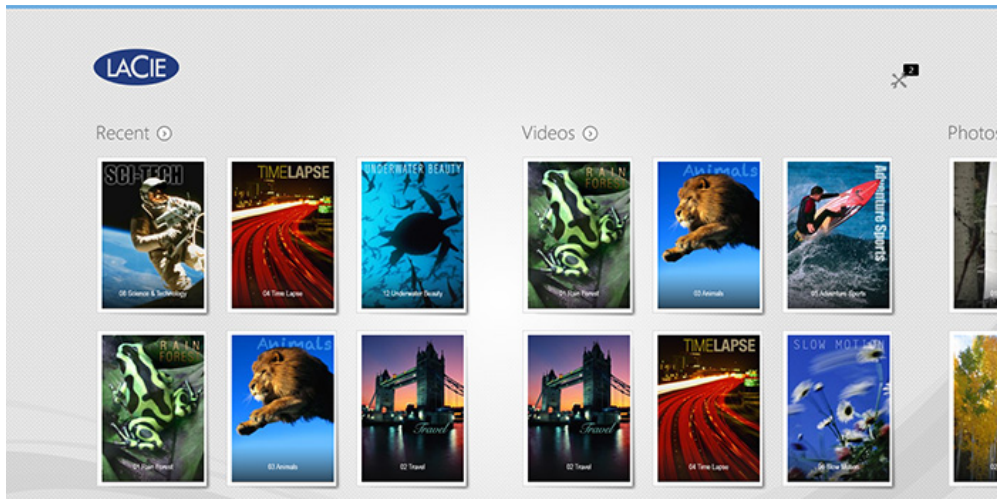 LACIE
2
Recent
Videos
Photos
SCI-TECH
08 Science & Technology
TIMELAPSE
04 Time Lapse
UNDERWATER BEAUTY
12 Underwater Beauty
RAIN
FOREST
01 Rain Forest
Animals
03 Animals
Adventure Sports
05 Adventure Sports
RAIN
FOREST
01 Rain Forest
Animals
03 Animals
Travel
02 Travel
Travel
02 Travel
TIMELAPSE
04 Time Lapse
SLOW MOTION
06 Slow Motion